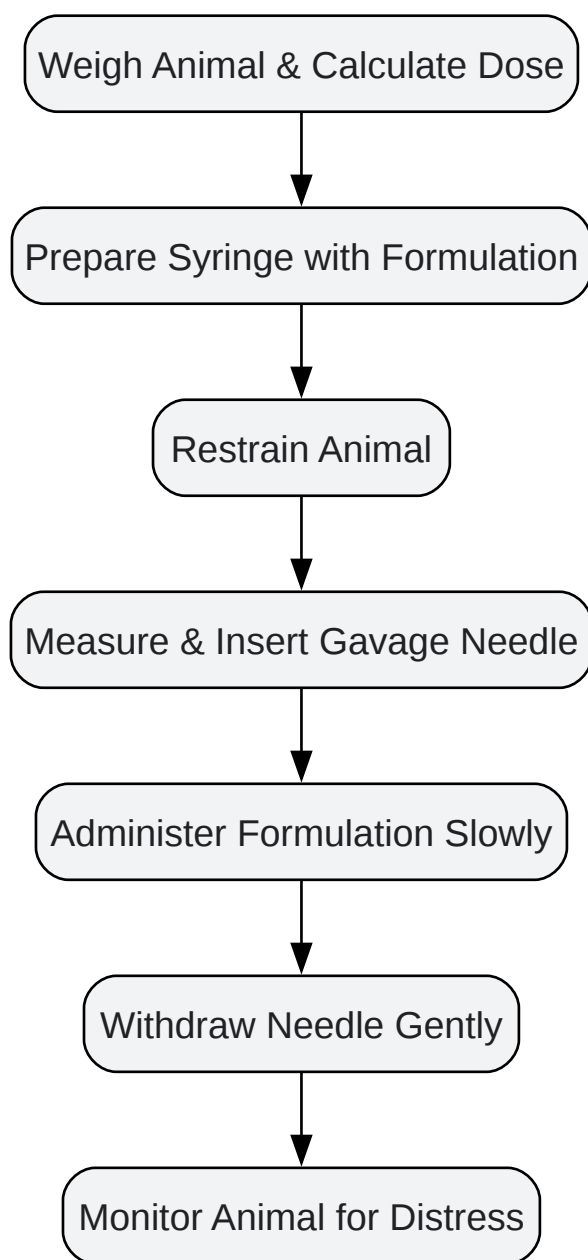 Weigh Animal & Calculate Dose
Prepare Syringe with Formulation
Restrain Animal
Measure & Insert Gavage Needle
Administer Formulation Slowly
Withdraw Needle Gently
Monitor Animal for Distress